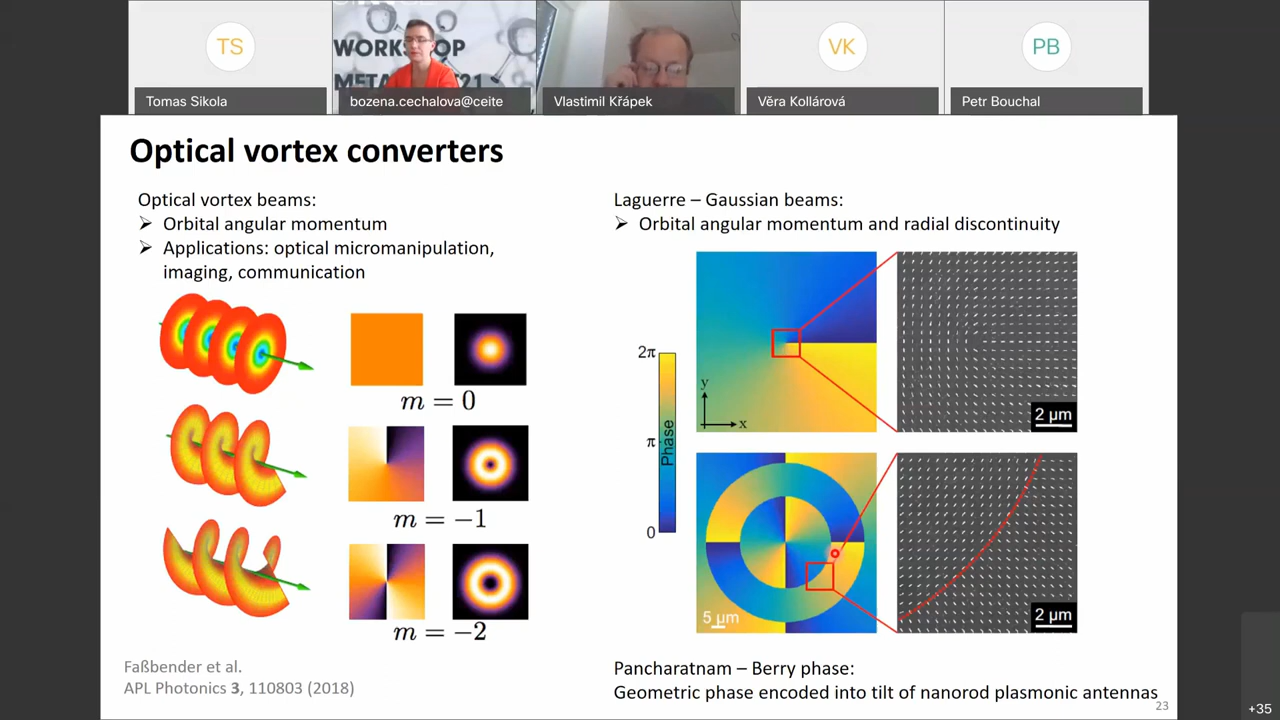 TS
VK
PB
WORKSHOP
Tomas Sikola
bozena.cechalova@ceite
Vlastimil Křápek
Věra Kollárová
Petr Bouchal
Optical vortex converters
Optical vortex beams:
➢ Orbital angular momentum
➢ Applications: optical micromanipulation,
imaging, communication
m = 0
m = −1
m = −2
Faßbender et al.
APL Photonics 3, 110803 (2018)
Laguerre – Gaussian beams:
➢ Orbital angular momentum and radial discontinuity
2π
π
0
Phase
y
x
2 µm
5 µm
2 µm
Pancharatnam – Berry phase:
Geometric phase encoded into tilt of nanorod plasmonic antennas
23
+35